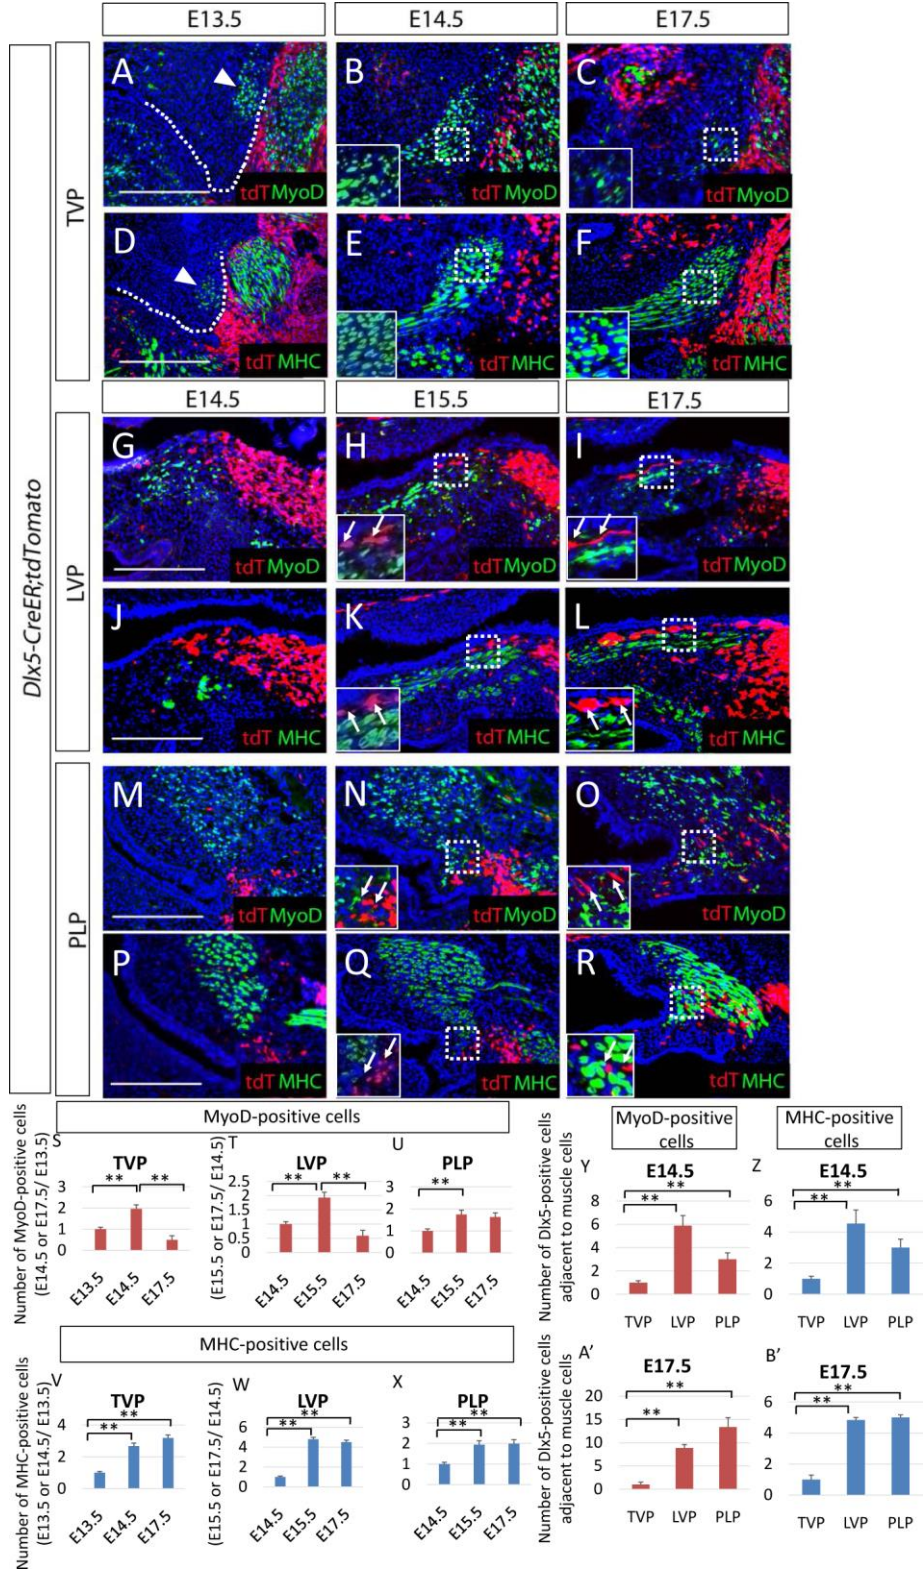 E13.5 E14.5 E17.5
Dlx5-CreER;tdTomato
TVP
A B C
tdT MyoD tdT MyoD tdT MyoD
D E F
tdT MHC tdT MHC tdT MHC
E14.5 E15.5 E17.5
LVP
G H I
tdT MyoD tdT MyoD tdT MyoD
J K L
tdT MHC tdT MHC tdT MHC
PLP
M N O
tdT MyoD tdT MyoD tdT MyoD
P Q R
tdT MHC tdT MHC tdT MHC
MyoD-positive cells
Number of MyoD-positive cells
(E14.5 or E17.5/ E13.5)
S
TVP
**
**
3
2
1
0
E13.5 E14.5 E17.5
(E15.5 or E17.5/ E14.5)
T
LVP
**
**
2.5
2
1.5
1
0.5
0
E14.5 E15.5 E17.5
U
PLP
**
3
2
1
0
E14.5 E15.5 E17.5
MHC-positive cells
Number of MHC-positive cells
(E13.5 or E14.5/ E13.5)
V
TVP
**
**
4
2
0
E13.5 E14.5 E17.5
(E15.5 or E17.5/ E14.5)
W
LVP
**
**
6
4
2
0
E14.5 E15.5 E17.5
X
PLP
**
**
3
2
1
0
E14.5 E15.5 E17.5
MyoD-positive
cells
Number of Dlx5-positive cells
adjacent to muscle cells
Y
E14.5
**
**
8
6
4
2
0
TVP LVP PLP
MHC-positive
cells
Z
E14.5
**
**
6
4
2
0
TVP LVP PLP
Number of Dlx5-positive cells
adjacent to muscle cells
A’
E17.5
**
**
20
15
10
5
0
TVP LVP PLP
B’
E17.5
**
**
6
4
2
0
TVP LVP PLP